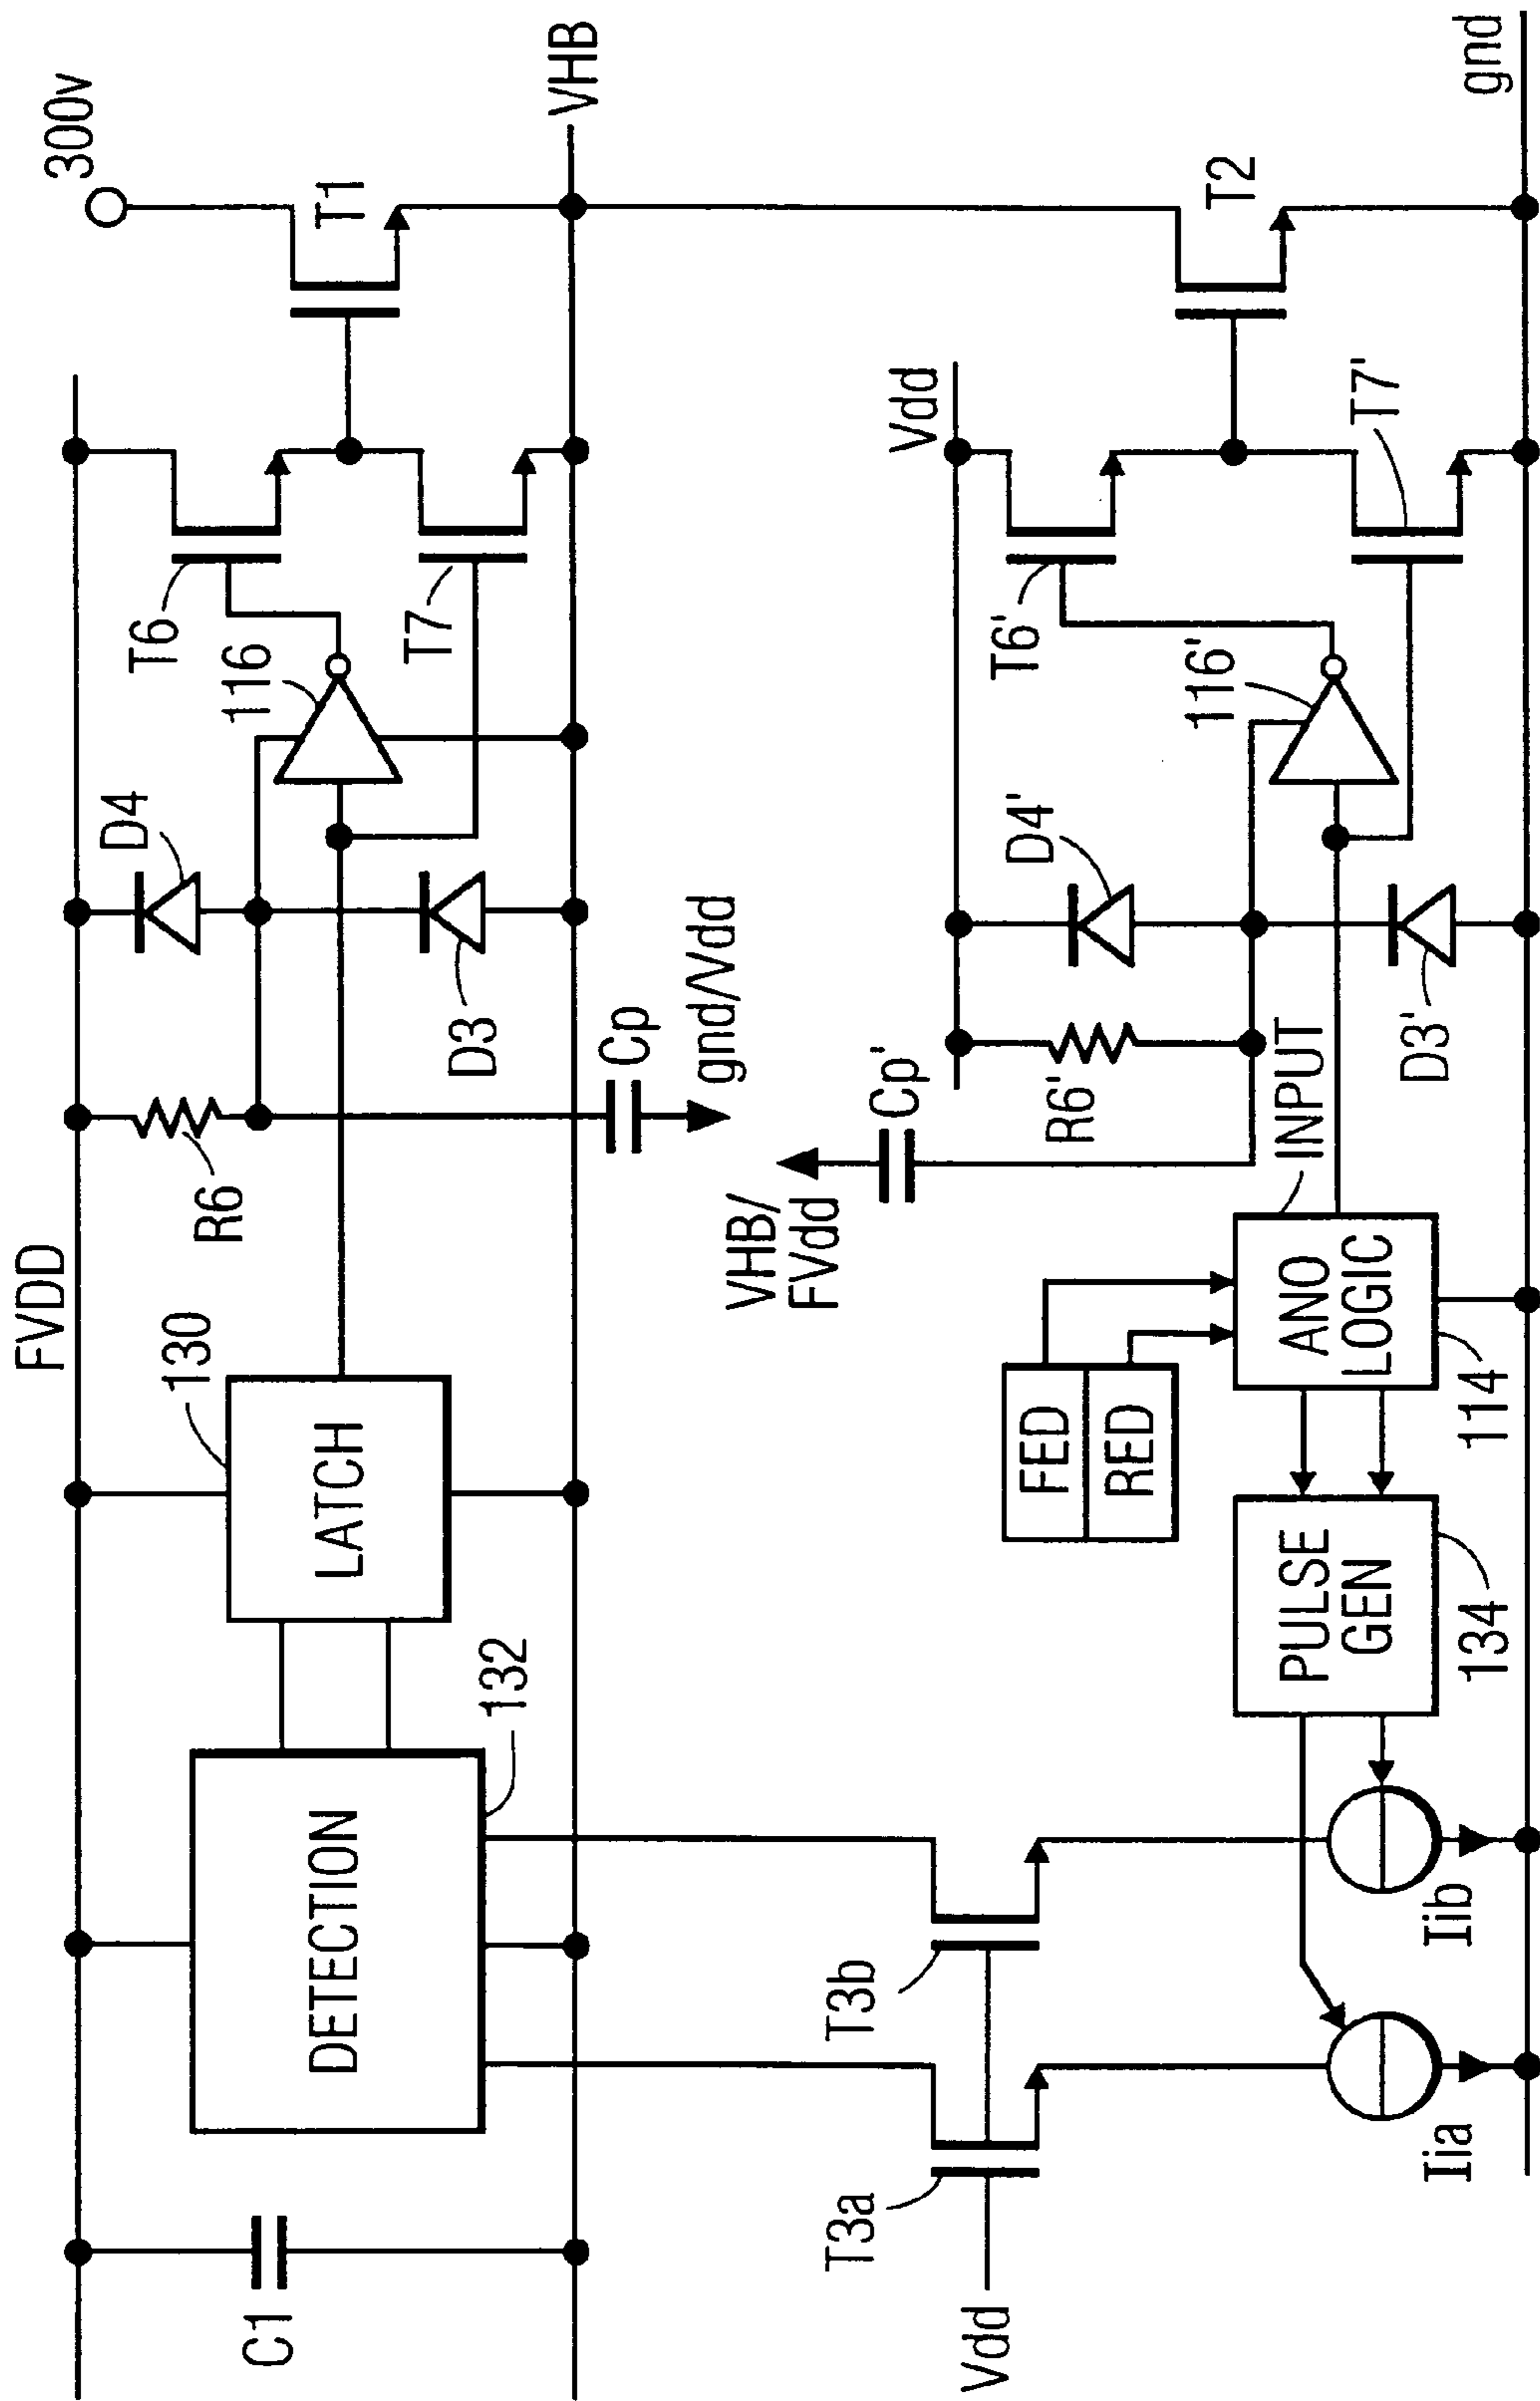 FVDD
300v
C1
DETECTION
132
LATCH
130
R6
D4
D3
Cp
gnd/Vdd
116
T6
T7
T1
VHB
Vdd
T3a
T3b
Iia
Iib
PULSE
GEN
134
FED
RED
ANO
LOGIC
114
INPUT
VHB/
FVdd
Cp'
R6'
D4'
D3'
116'
T6'
T7'
Vdd
T2
gnd